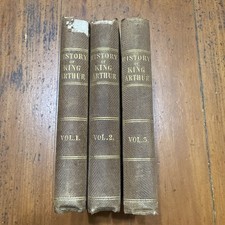 HISTORY
OF
KING
ARTHUR
VOL.1.
HISTORY
OF
KING
ARTHUR
VOL.2.
HISTORY
OF
KING
ARTHUR
VOL.3.